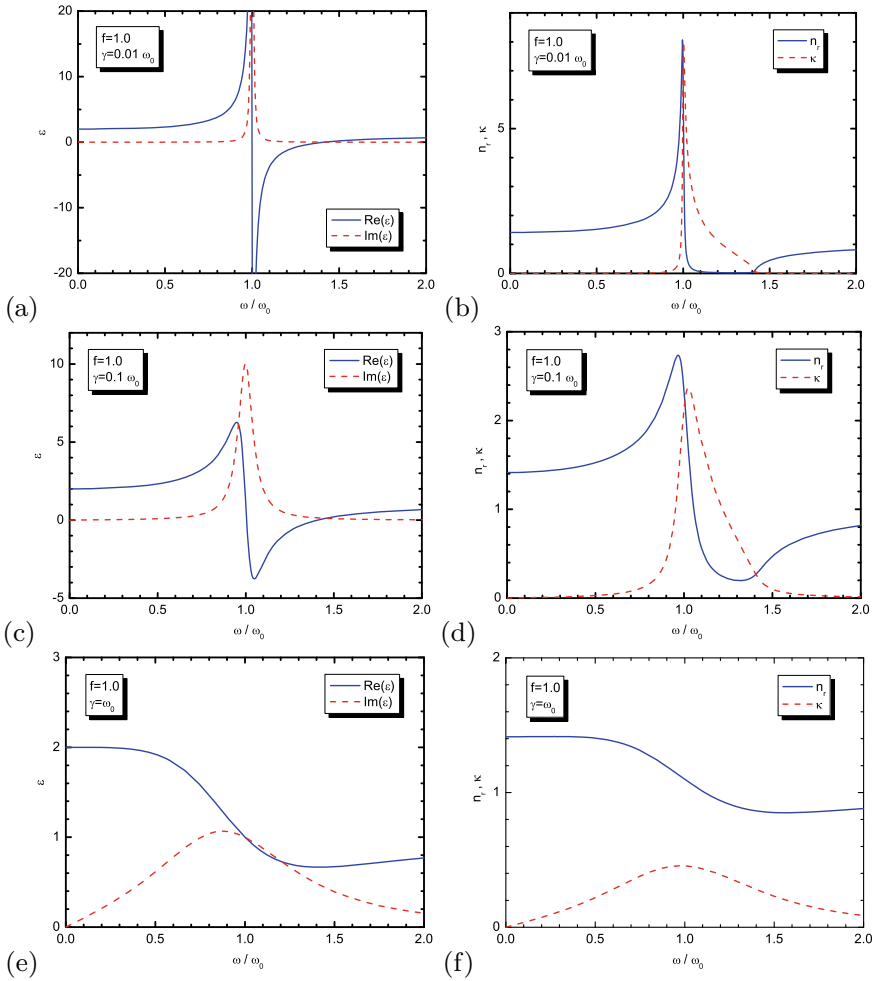 20
10
0
-10
-20
ε
f=1.0
γ=0.01 ω₀
Re(ε)
Im(ε)
0.0 0.5 1.0 1.5 2.0
ω / ω₀
(a)
5
0
nᵣ , κ
f=1.0
γ=0.01 ω₀
nᵣ
κ
0.0 0.5 1.0 1.5 2.0
ω / ω₀
(b)
10
5
0
-5
ε
f=1.0
γ=0.1 ω₀
Re(ε)
Im(ε)
0.0 0.5 1.0 1.5 2.0
ω / ω₀
(c)
3
2
1
0
nᵣ , κ
f=1.0
γ=0.1 ω₀
nᵣ
κ
0.0 0.5 1.0 1.5 2.0
ω / ω₀
(d)
3
2
1
0
ε
f=1.0
γ=ω₀
Re(ε)
Im(ε)
0.0 0.5 1.0 1.5 2.0
ω / ω₀
(e)
2
1
0
nᵣ , κ
f=1.0
γ=ω₀
nᵣ
κ
0.0 0.5 1.0 1.5 2.0
ω / ω₀
(f)